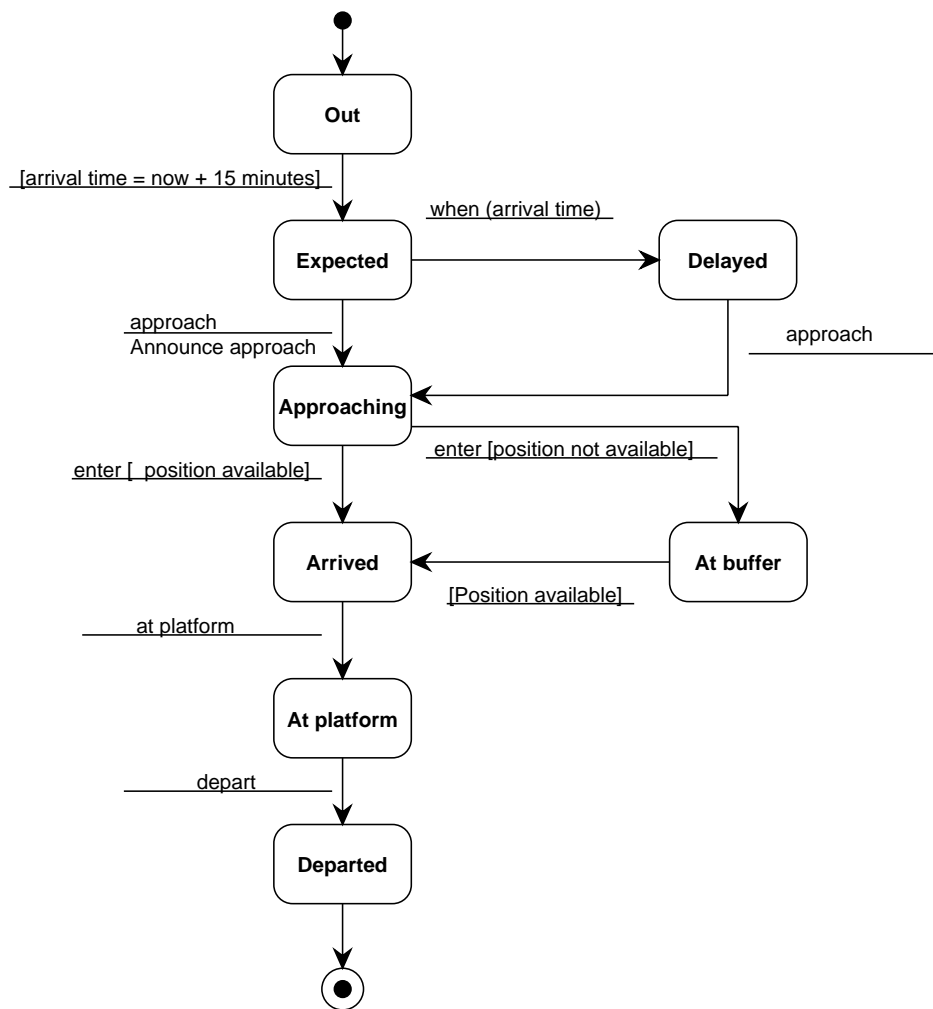 Out
[arrival time = now + 15 minutes]
when (arrival time)
Expected
Delayed
approach
Announce approach
approach
Approaching
enter [position not available]
enter [  position available]
Arrived
At buffer
[Position available]
at platform
At platform
depart
Departed